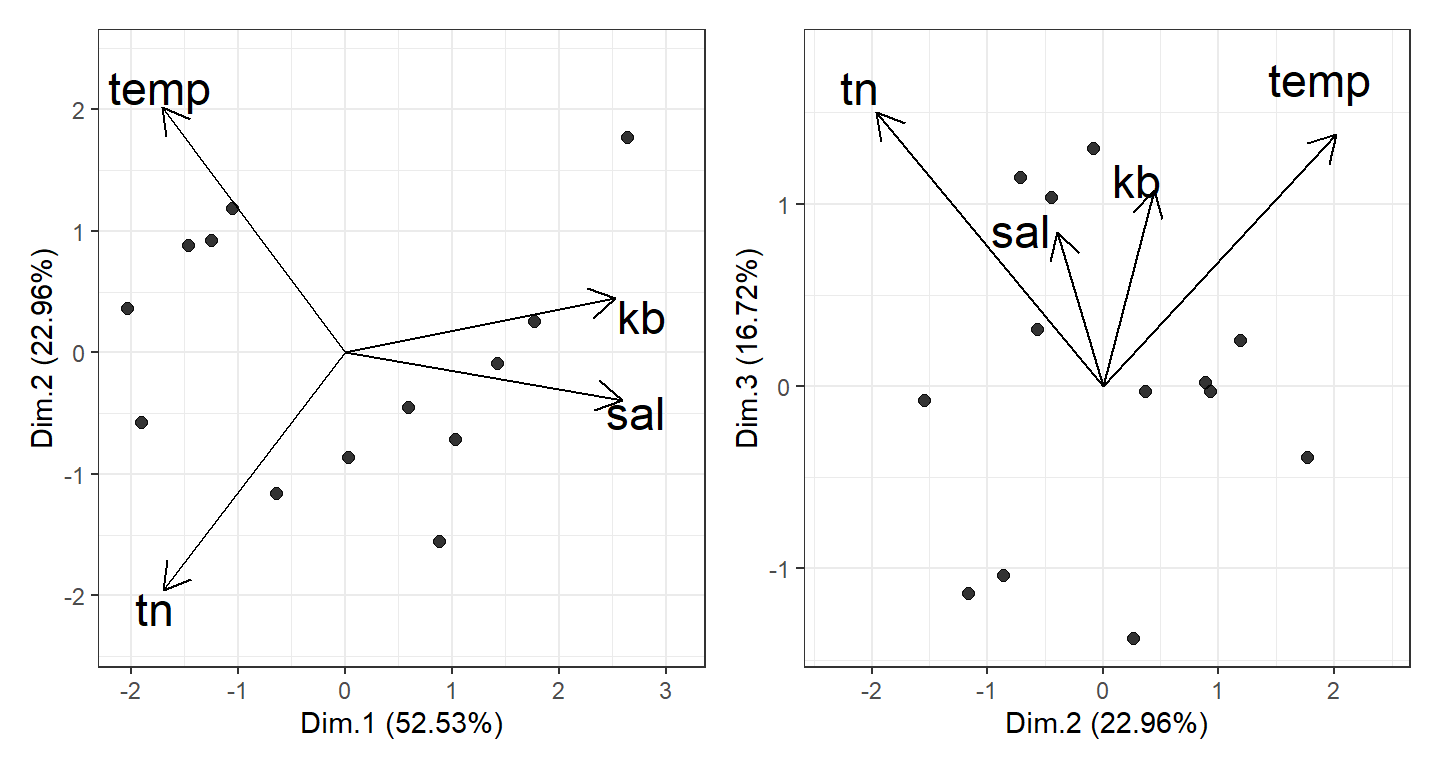 temp
kb
sal
tn
2
1
0
-1
-2
-2
-1
0
1
2
3
Dim.1 (52.53%)
Dim.2 (22.96%)
tn
temp
kb
sal
1
0
-1
-2
-1
0
1
2
Dim.2 (22.96%)
Dim.3 (16.72%)